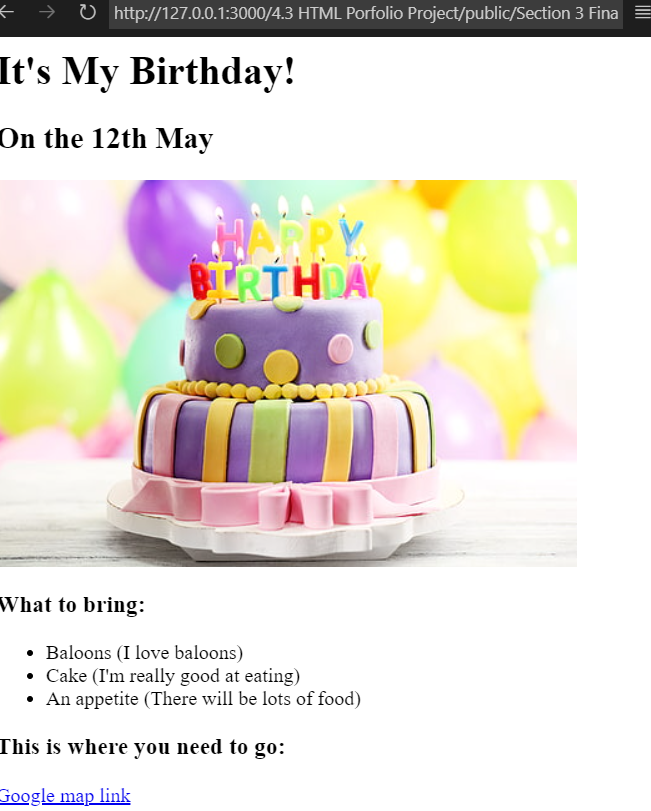 http://127.0.0.1:3000/4.3 HTML Porfolio Project/public/Section 3 Fina
It's My Birthday!
On the 12th May
HAPPY
BIRTHDAY
What to bring:
Baloons (I love baloons)
Cake (I'm really good at eating)
An appetite (There will be lots of food)
This is where you need to go:
Google map link